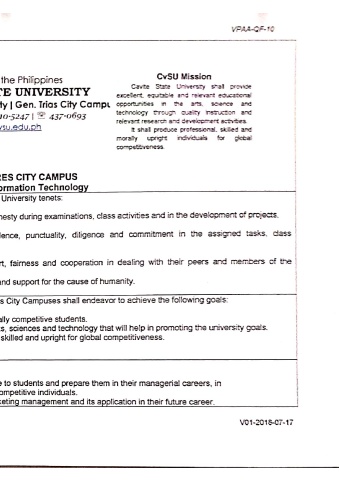 VPAA-QF-10
the Philippines
TE UNIVERSITY
ty | Gen. Trias City Campu
10-5247 | ☏ 437-0693
vsu.edu.ph
CvSU Mission
Cavite State University shall provide
excellent, equitable and relevant educational
opportunities in the arts, science and
technology through quality instruction and
relevant research and development activities.
It shall produce professional, skilled and
morally upright individuals for global
competitiveness.
RES CITY CAMPUS
ormation Technology
University tenets:
nesty during examinations, class activities and in the development of projects.
lence, punctuality, diligence and commitment in the assigned tasks, class
rt, fairness and cooperation in dealing with their peers and members of the
and support for the cause of humanity.
s City Campuses shall endeavor to achieve the following goals:
ally competitive students.
s, sciences and technology that will help in promoting the university goals.
skilled and upright for global competitiveness.
e to students and prepare them in their managerial careers, in
ompetitive individuals.
keting management and its application in their future career.
V01-2018-07-17